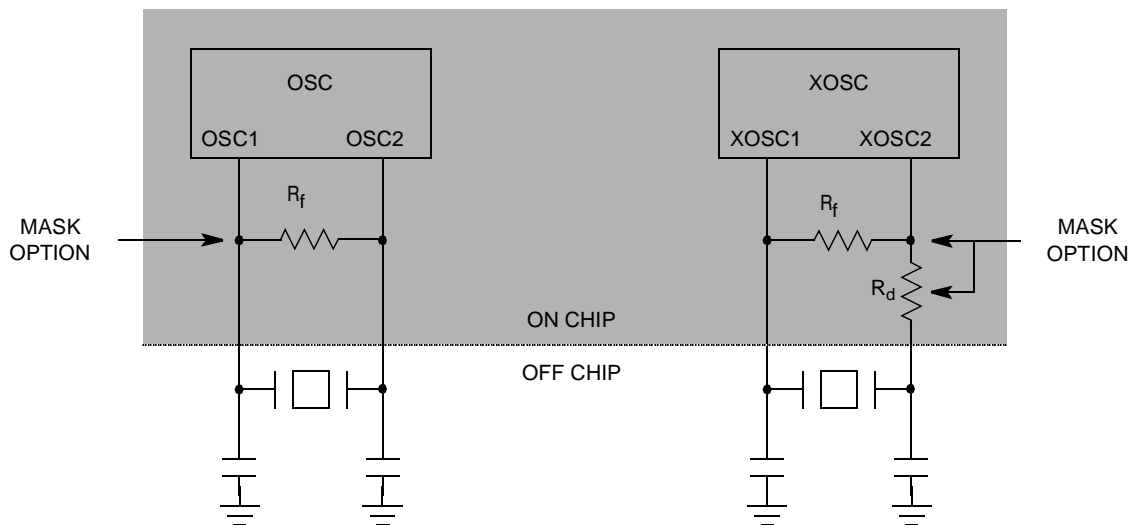 OSC
OSC1 OSC2
XOSC
XOSC1 XOSC2
Rf
Rf
MASK
OPTION
MASK
OPTION
Rd
ON CHIP
OFF CHIP